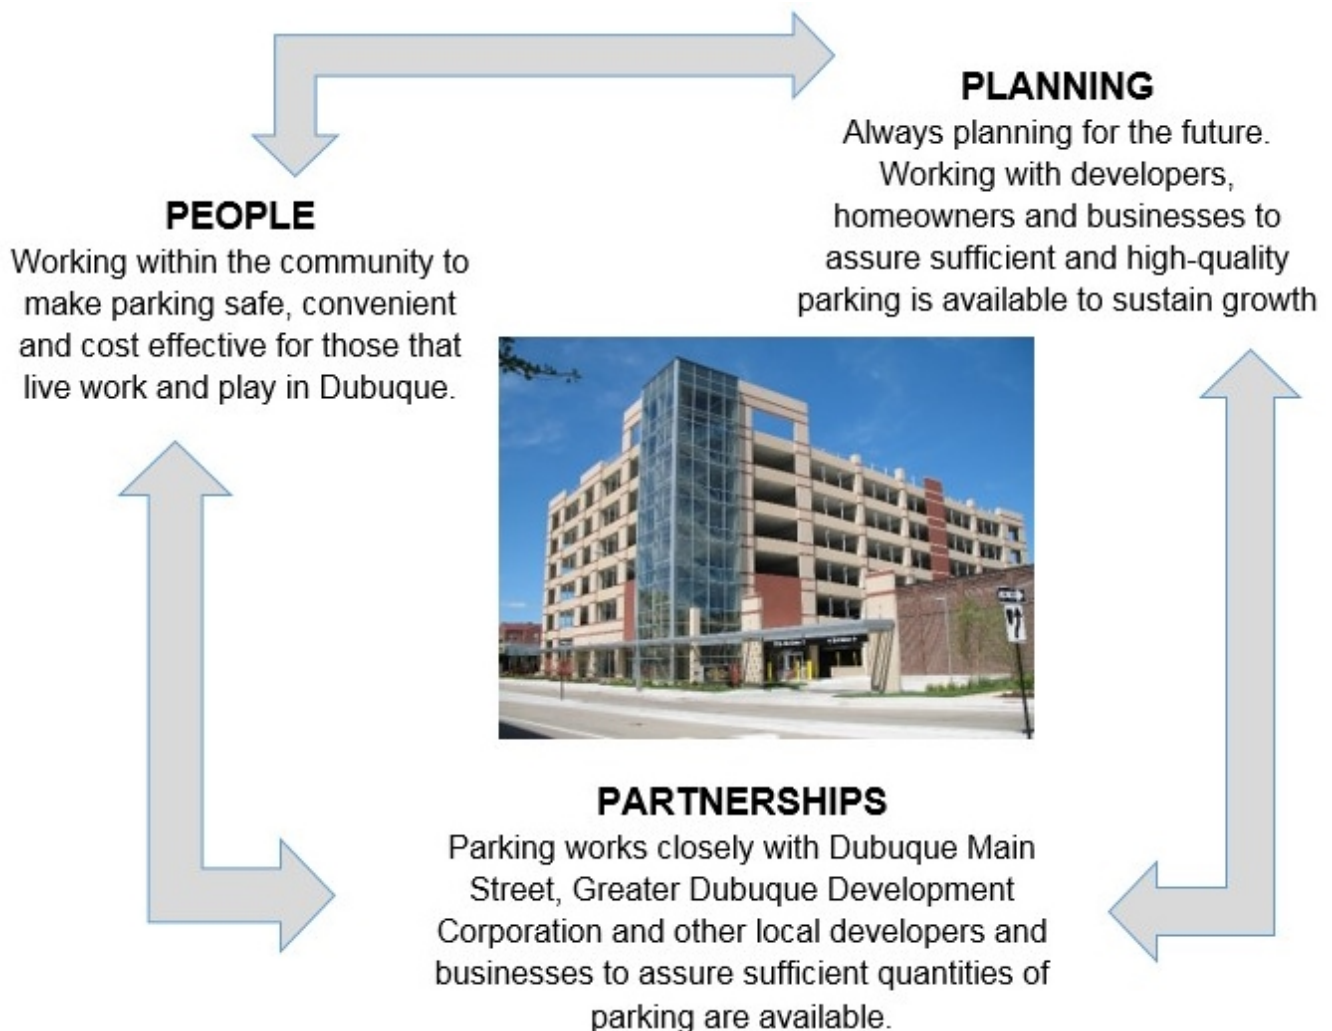 PEOPLE
Working within the community to
make parking safe, convenient
and cost effective for those that
live work and play in Dubuque.
PLANNING
Always planning for the future.
Working with developers,
homeowners and businesses to
assure sufficient and high-quality
parking is available to sustain growth
PARTNERSHIPS
Parking works closely with Dubuque Main
Street, Greater Dubuque Development
Corporation and other local developers and
businesses to assure sufficient quantities of
parking are available.